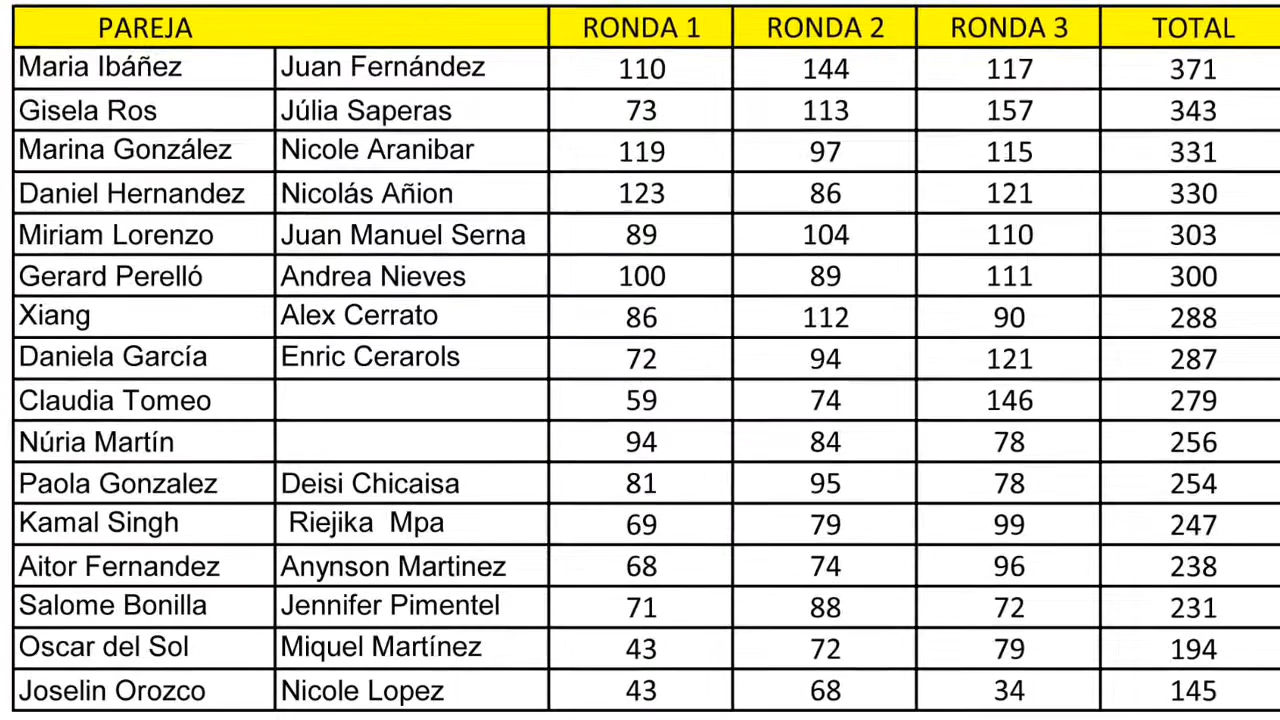 PAREJA RONDA 1 RONDA 2 RONDA 3 TOTAL
Maria Ibáñez Juan Fernández 110 144 117 371
Gisela Ros Júlia Saperas 73 113 157 343
Marina González Nicole Aranibar 119 97 115 331
Daniel Hernandez Nicolás Añion 123 86 121 330
Miriam Lorenzo Juan Manuel Serna 89 104 110 303
Gerard Perelló Andrea Nieves 100 89 111 300
Xiang Alex Cerrato 86 112 90 288
Daniela García Enric Cerarols 72 94 121 287
Claudia Tomeo 59 74 146 279
Núria Martín 94 84 78 256
Paola Gonzalez Deisi Chicaisa 81 95 78 254
Kamal Singh Riejika Mpa 69 79 99 247
Aitor Fernandez Anynson Martinez 68 74 96 238
Salome Bonilla Jennifer Pimentel 71 88 72 231
Oscar del Sol Miquel Martínez 43 72 79 194
Joselin Orozco Nicole Lopez 43 68 34 145